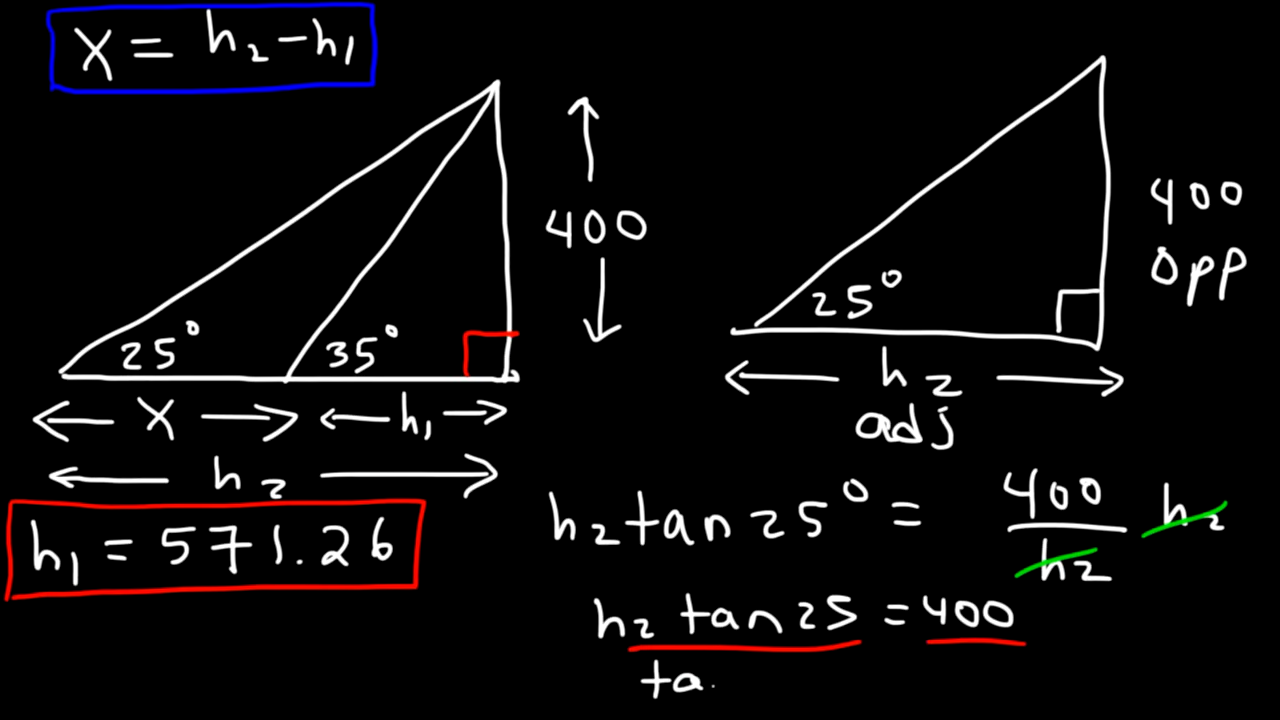 x = h₂ - h₁
25°
35°
400
x
h₁
h₂
h₁ = 571.26
25°
400
opp
h₂
adj
h₂ tan 25° = 400/h₂ h₂
h₂ tan 25 = 400
ta